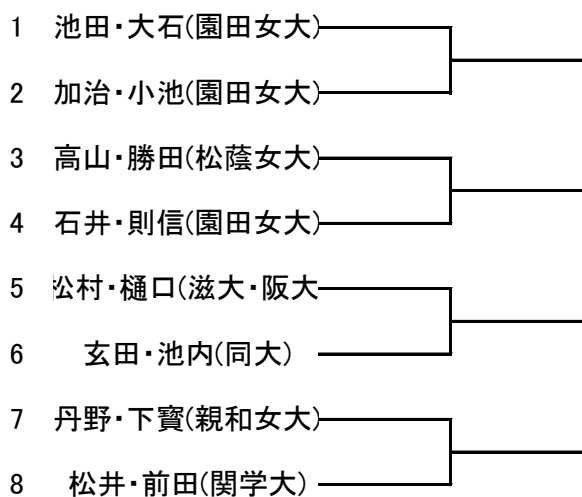 1 池田・大石(園田女大)
2 加治・小池(園田女大)
3 高山・勝田(松蔭女大)
4 石井・則信(園田女大)
5 松村・樋口(滋大・阪大
6 玄田・池内(同大)
7 丹野・下寳(親和女大)
8 松井・前田(関学大)